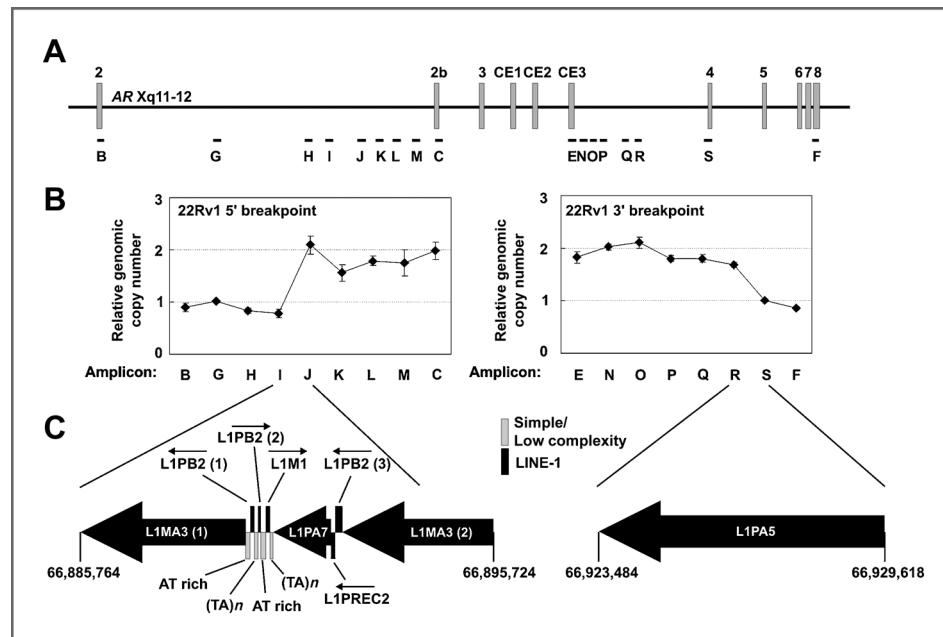 A
2 2b 3 CE1 CE2 CE3 4 5 6 7 8
AR Xq11-12
B G H I J K L M C E N O P Q R S F
B
3
22Rv1 5' breakpoint
2
1
0
Relative genomic
copy number
Amplicon: B G H I J K L M C
3
22Rv1 3' breakpoint
2
1
0
Relative genomic
copy number
Amplicon: E N O P Q R S F
C
L1PB2 (2)
L1PB2 (1) L1M1 L1PB2 (3)
Simple/
Low complexity
LINE-1
L1MA3 (1) L1PA7 L1MA3 (2)
L1PA5
66,885,764 66,895,724
66,923,484 66,929,618
AT rich (TA)n
(TA)n AT rich L1PREC2